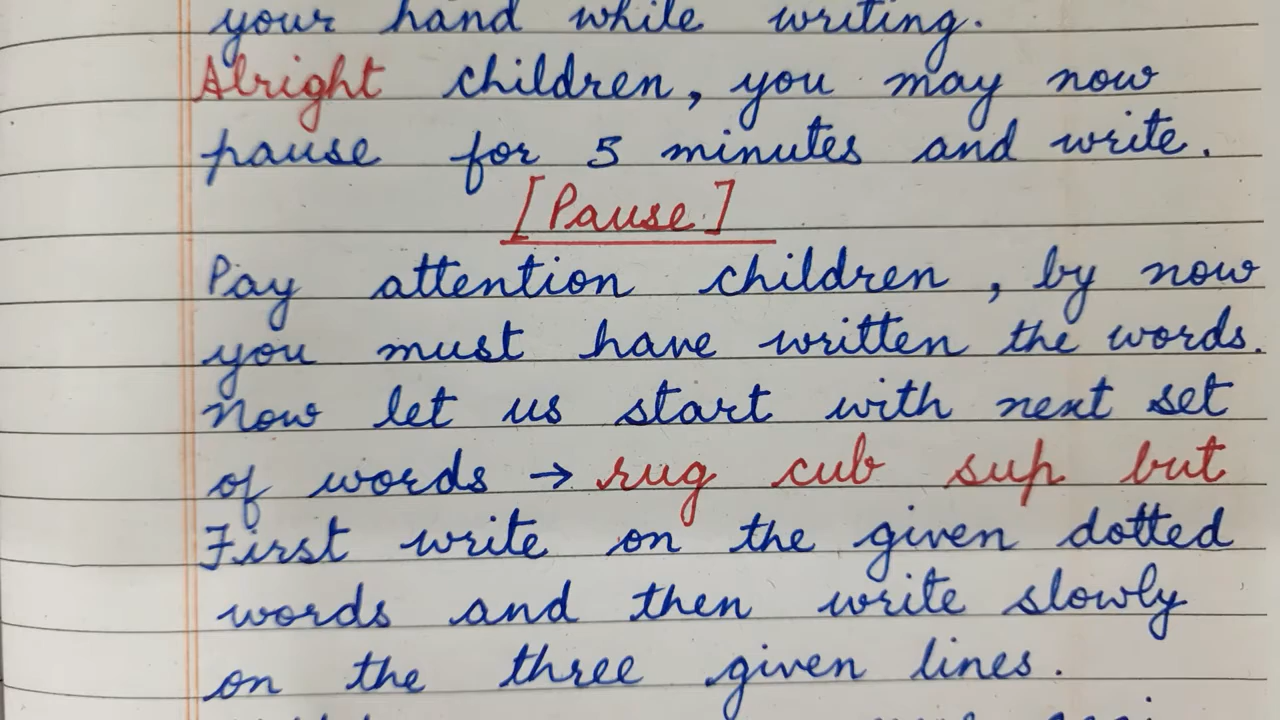 your hand while writing.
Alright children, you may now
pause for 5 minutes and write.
[Pause.]
Pay attention children, by now
you must have written the words.
Now let us start with next set
of words → rug cub sup but
First write on the given dotted
words and then write slowly
on the three given lines.